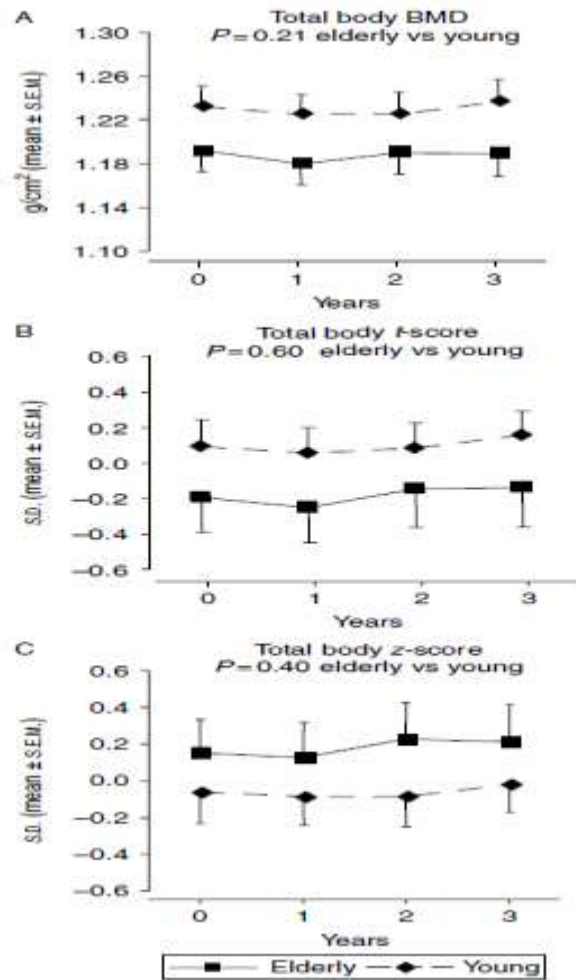 A
Total body BMD
P=0.21 elderly vs young
g/cm² (mean ± S.E.M.)
1.30
1.26
1.22
1.18
1.14
1.10
0 1 2 3
Years
B
Total body t-score
P=0.60 elderly vs young
S.D. (mean ± S.E.M.)
0.6
0.4
0.2
0.0
−0.2
−0.4
−0.6
0 1 2 3
Years
C
Total body z-score
P=0.40 elderly vs young
S.D. (mean ± S.E.M.)
0.6
0.4
0.2
0.0
−0.2
−0.4
−0.6
0 1 2 3
Years
Elderly Young